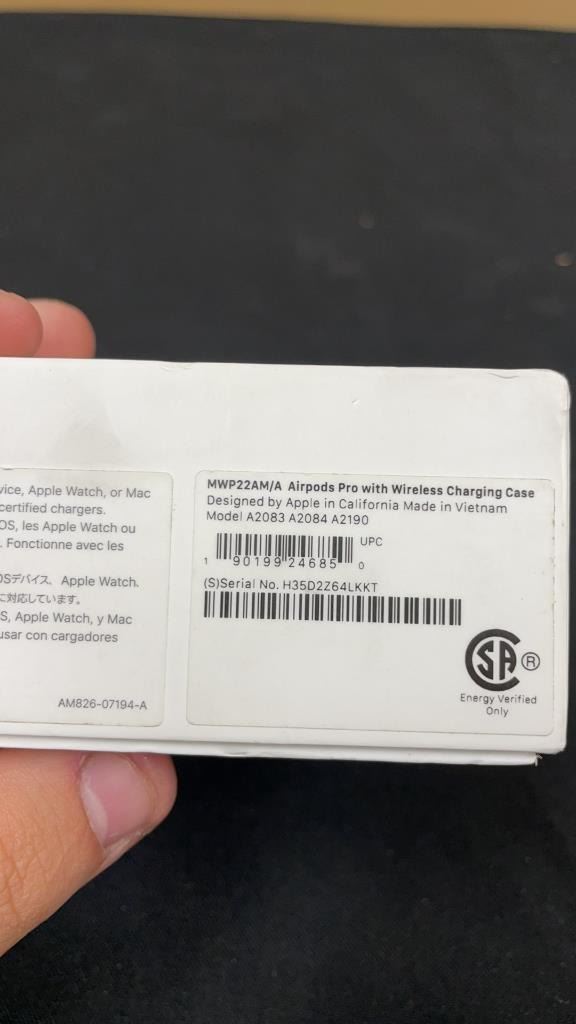 vice, Apple Watch, or Mac
certified chargers.
OS, les Apple Watch ou
. Fonctionne avec les
OSデバイス、Apple Watch.
に対応しています。
S, Apple Watch, y Mac
usar con cargadores
AM826-07194-A
MWP22AM/A Airpods Pro with Wireless Charging Case
Designed by Apple in California Made in Vietnam
Model A2083 A2084 A2190
UPC
1 90199 24685 0
(S)Serial No. H35D2Z64LKKT
SA ®
Energy Verified
Only